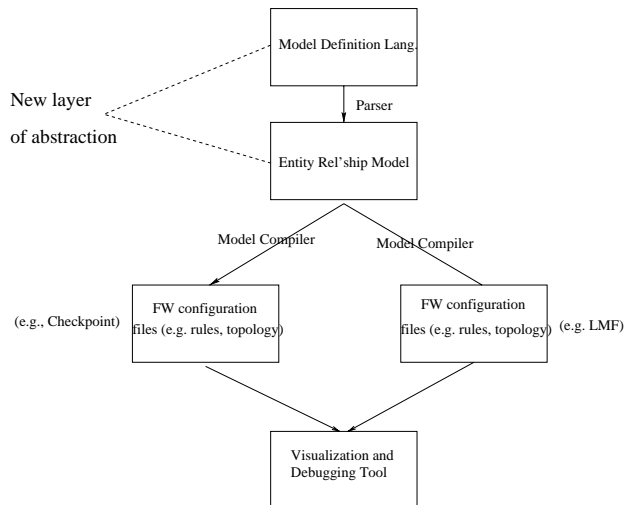 Model Definition Lang.
New layer
of abstraction
Parser
Entity Rel'ship Model
Model Compiler
Model Compiler
(e.g., Checkpoint)
FW configuration
files (e.g. rules, topology)
FW configuration
files (e.g. rules, topology)
(e.g. LMF)
Visualization and
Debugging Tool